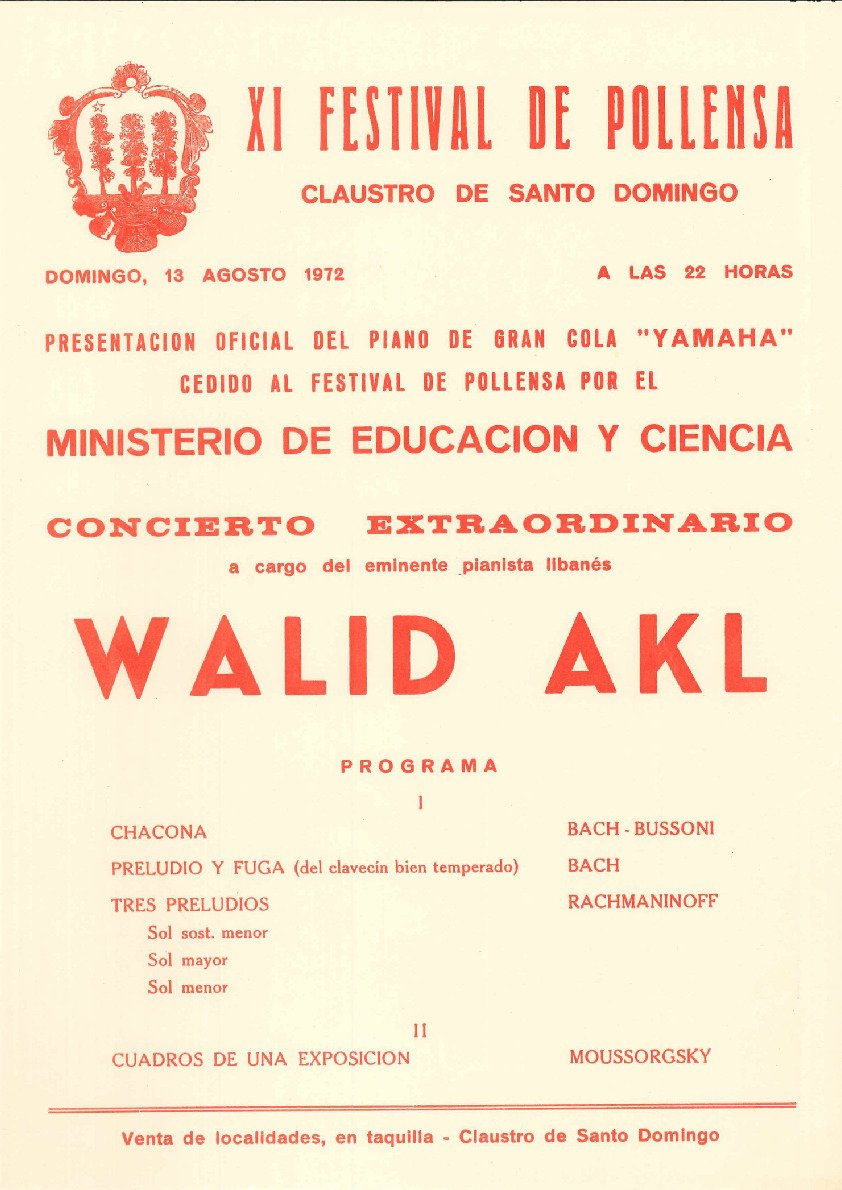 XI FESTIVAL DE POLLENSA
CLAUSTRO DE SANTO DOMINGO
DOMINGO, 13 AGOSTO 1972 A LAS 22 HORAS
PRESENTACION OFICIAL DEL PIANO DE GRAN COLA "YAMAHA"
CEDIDO AL FESTIVAL DE POLLENSA POR EL
MINISTERIO DE EDUCACION Y CIENCIA
CONCIERTO EXTRAORDINARIO
a cargo del eminente pianista libanés
WALID AKL
PROGRAMA
I
CHACONA BACH - BUSSONI
PRELUDIO Y FUGA (del clavecin bien temperado) BACH
TRES PRELUDIOS RACHMANINOFF
Sol sost. menor
Sol mayor
Sol menor
II
CUADROS DE UNA EXPOSICION MOUSSORGSKY
Venta de localidades, en taquilla - Claustro de Santo Domingo